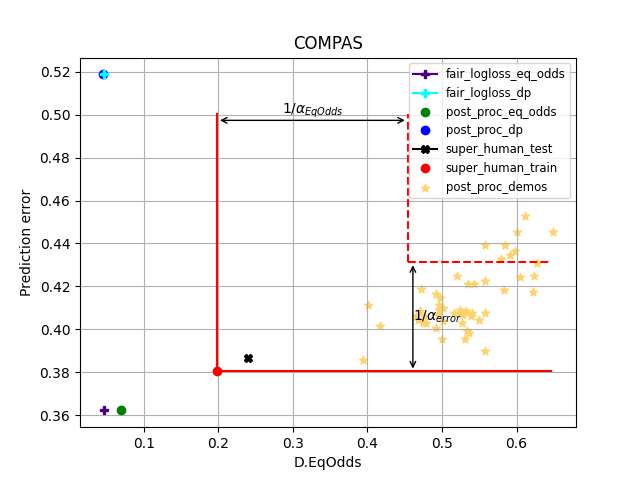 COMPAS
fair_logloss_eq_odds
fair_logloss_dp
post_proc_eq_odds
post_proc_dp
super_human_test
super_human_train
post_proc_demos
1/α_EqOdds
1/α_error
Prediction error
0.52
0.50
0.48
0.46
0.44
0.42
0.40
0.38
0.36
0.1 0.2 0.3 0.4 0.5 0.6
D.EqOdds